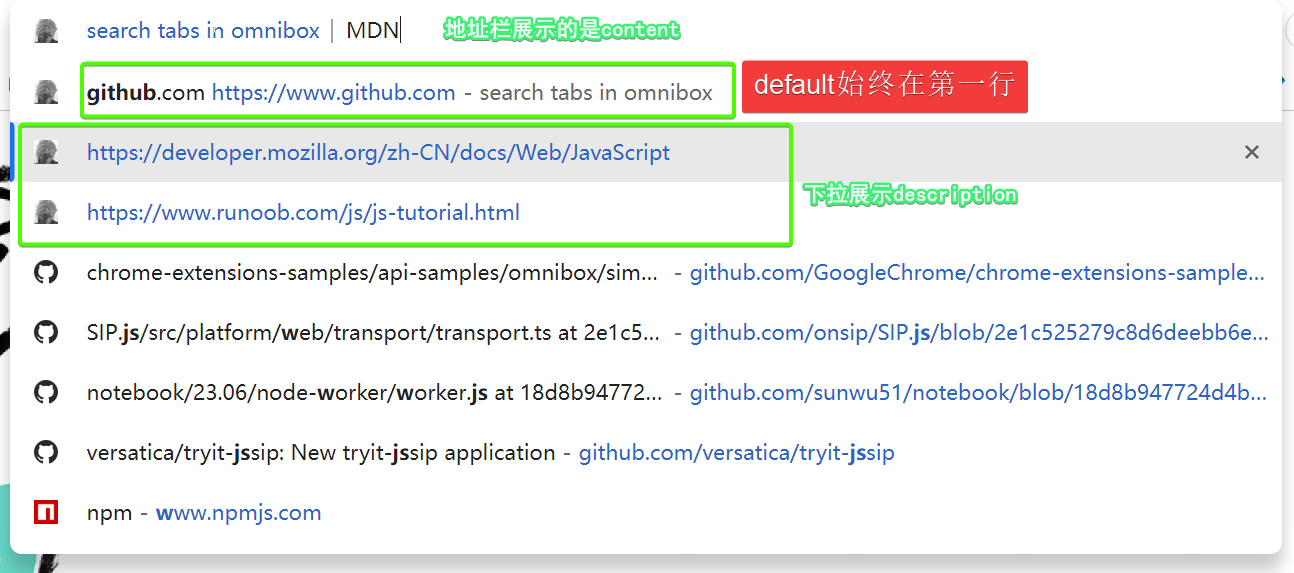 search tabs in omnibox | MDN 地址栏展示的是content
github.com https://www.github.com - search tabs in omnibox default始终在第一行
https://developer.mozilla.org/zh-CN/docs/Web/JavaScript
https://www.runoob.com/js/js-tutorial.html 下拉展示description
chrome-extensions-samples/api-samples/omnibox/sim... - github.com/GoogleChrome/chrome-extensions-sample...
SIP.js/src/platform/web/transport/transport.ts at 2e1c5... - github.com/onsip/SIP.js/blob/2e1c525279c8d6deebb6e...
notebook/23.06/node-worker/worker.js at 18d8b94772... - github.com/sunwu51/notebook/blob/18d8b947724d4b...
versatica/tryit-jssip: New tryit-jssip application - github.com/versatica/tryit-jssip
npm - www.npmjs.com